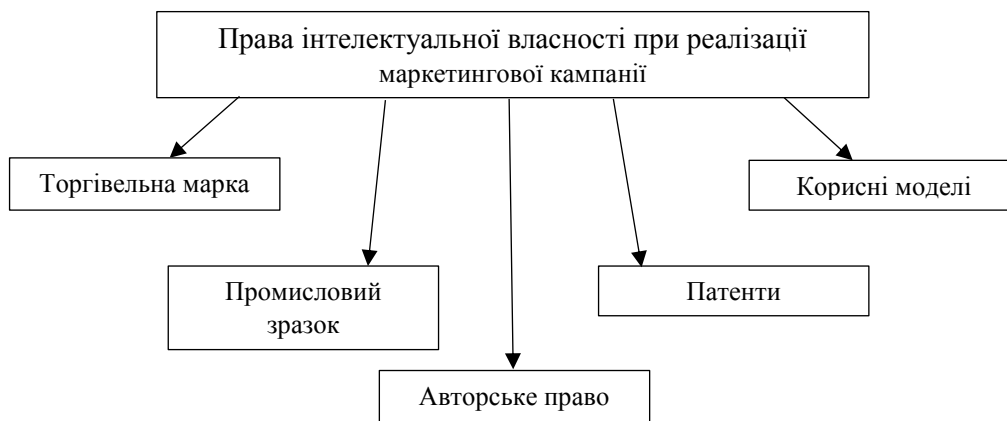 Права інтелектуальної власності при реалізації
маркетингової кампанії
Торгівельна марка
Корисні моделі
Промисловий
зразок
Патенти
Авторське право